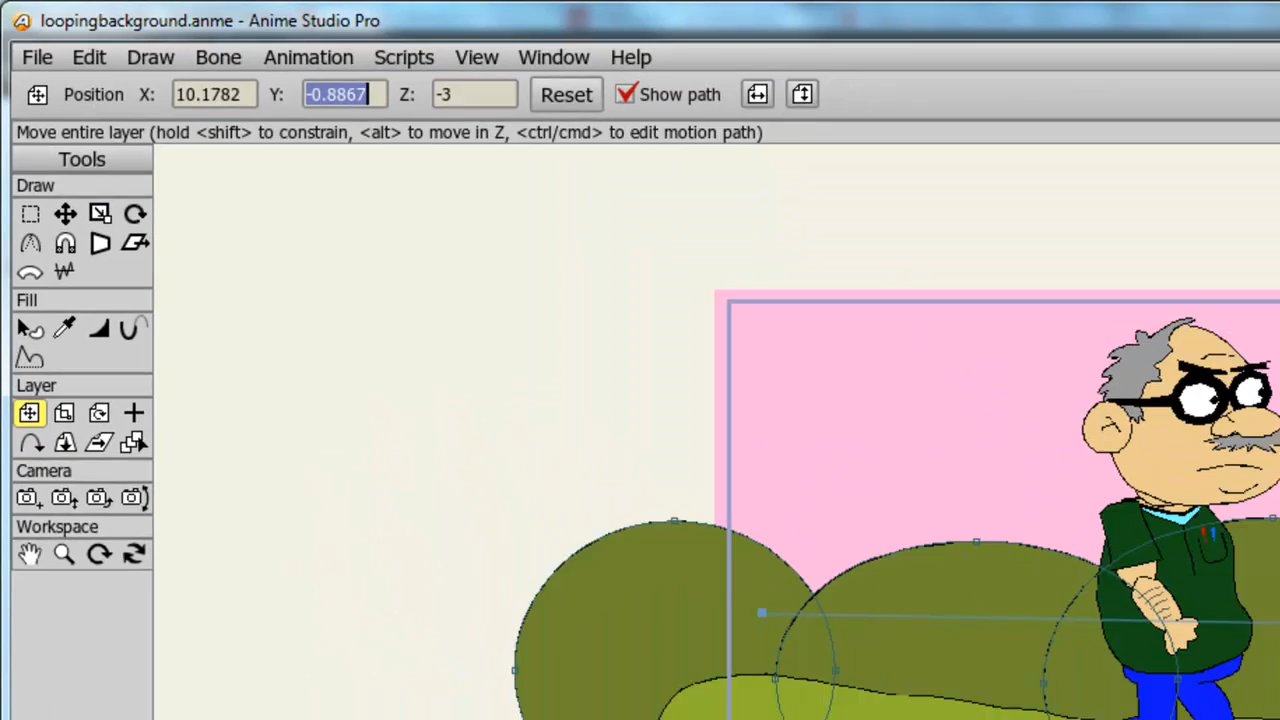 loopingbackground.anme - Anime Studio Pro
File Edit Draw Bone Animation Scripts View Window Help
Position X: 10.1782 Y: -0.8867 Z: -3 Reset Show path
Move entire layer (hold <shift> to constrain, <alt> to move in Z, <ctrl/cmd> to edit motion path)
Tools
Draw
Fill
Layer
Camera
Workspace